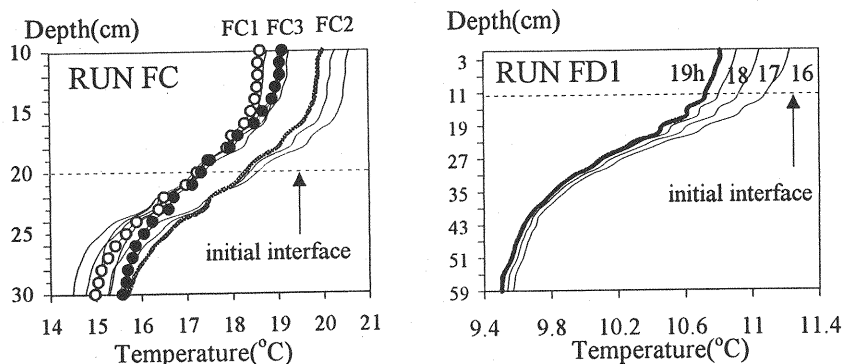 Depth(cm) FC1 FC3 FC2
10
15
20
25
30
RUN FC
initial interface
14 15 16 17 18 19 20 21
Temperature(°C)
Depth(cm)
3
11
19
27
35
43
51
59
RUN FD1
19h 18 17 16
initial interface
9.4 9.8 10.2 10.6 11 11.4
Temperature(°C)